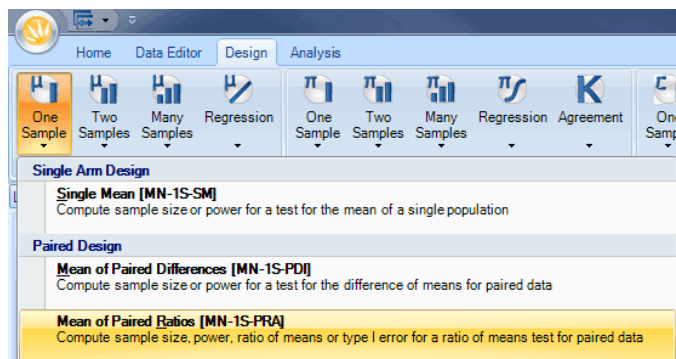 Home Data Editor Design Analysis
μ μ μ μ π π π π K
One Two Many Regression One Two Many Regression Agreement
Sample Samples Samples Sample Samples Samples
Single Arm Design
Single Mean [MN-1S-SM]
Compute sample size or power for a test for the mean of a single population
Paired Design
Mean of Paired Differences [MN-1S-PDI]
Compute sample size or power for a test for the difference of means for paired data
Mean of Paired Ratios [MN-1S-PRA]
Compute sample size, power, ratio of means or type I error for a ratio of means test for paired data